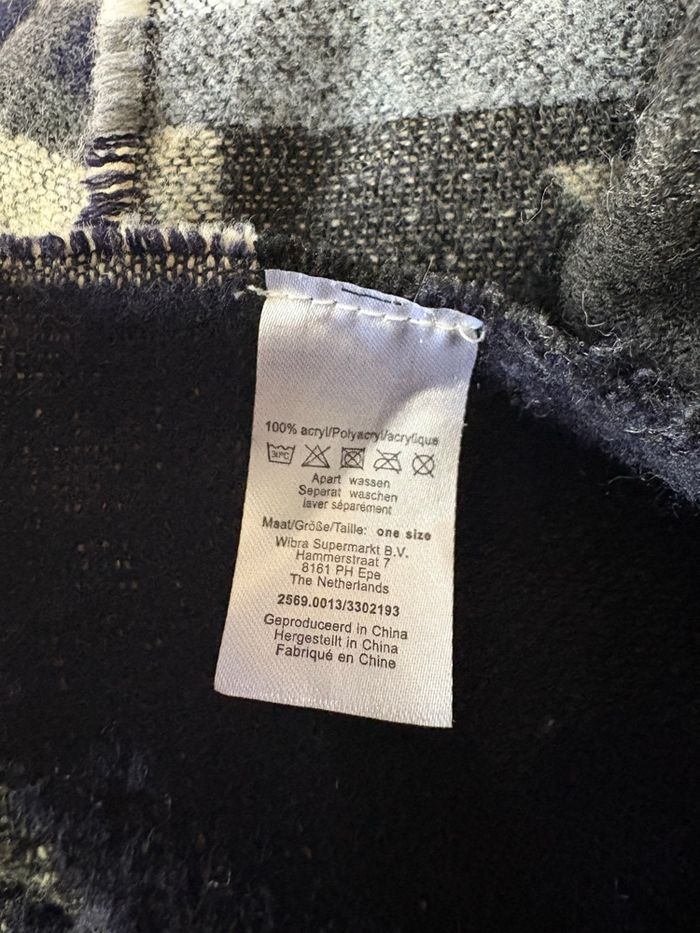 100% acryl/Polyacryl/acrylique
30°C
Apart wassen
Separat waschen
laver séparément
Maat/Größe/Taille: one size
Wibra Supermarkt B.V.
Hammerstraat 7
8161 PH Epe
The Netherlands
2569.0013/3302193
Geproduceerd in China
Hergestellt in China
Fabriqué en Chine